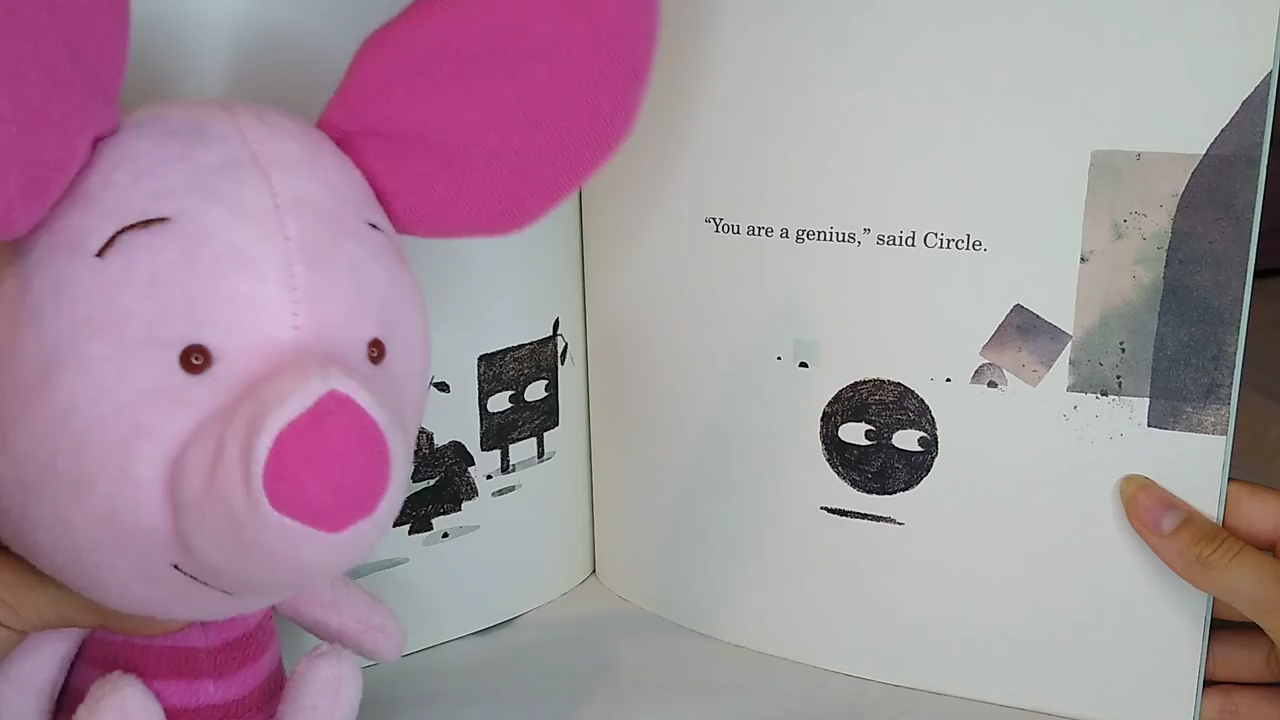 “You are a genius,” said Circle.